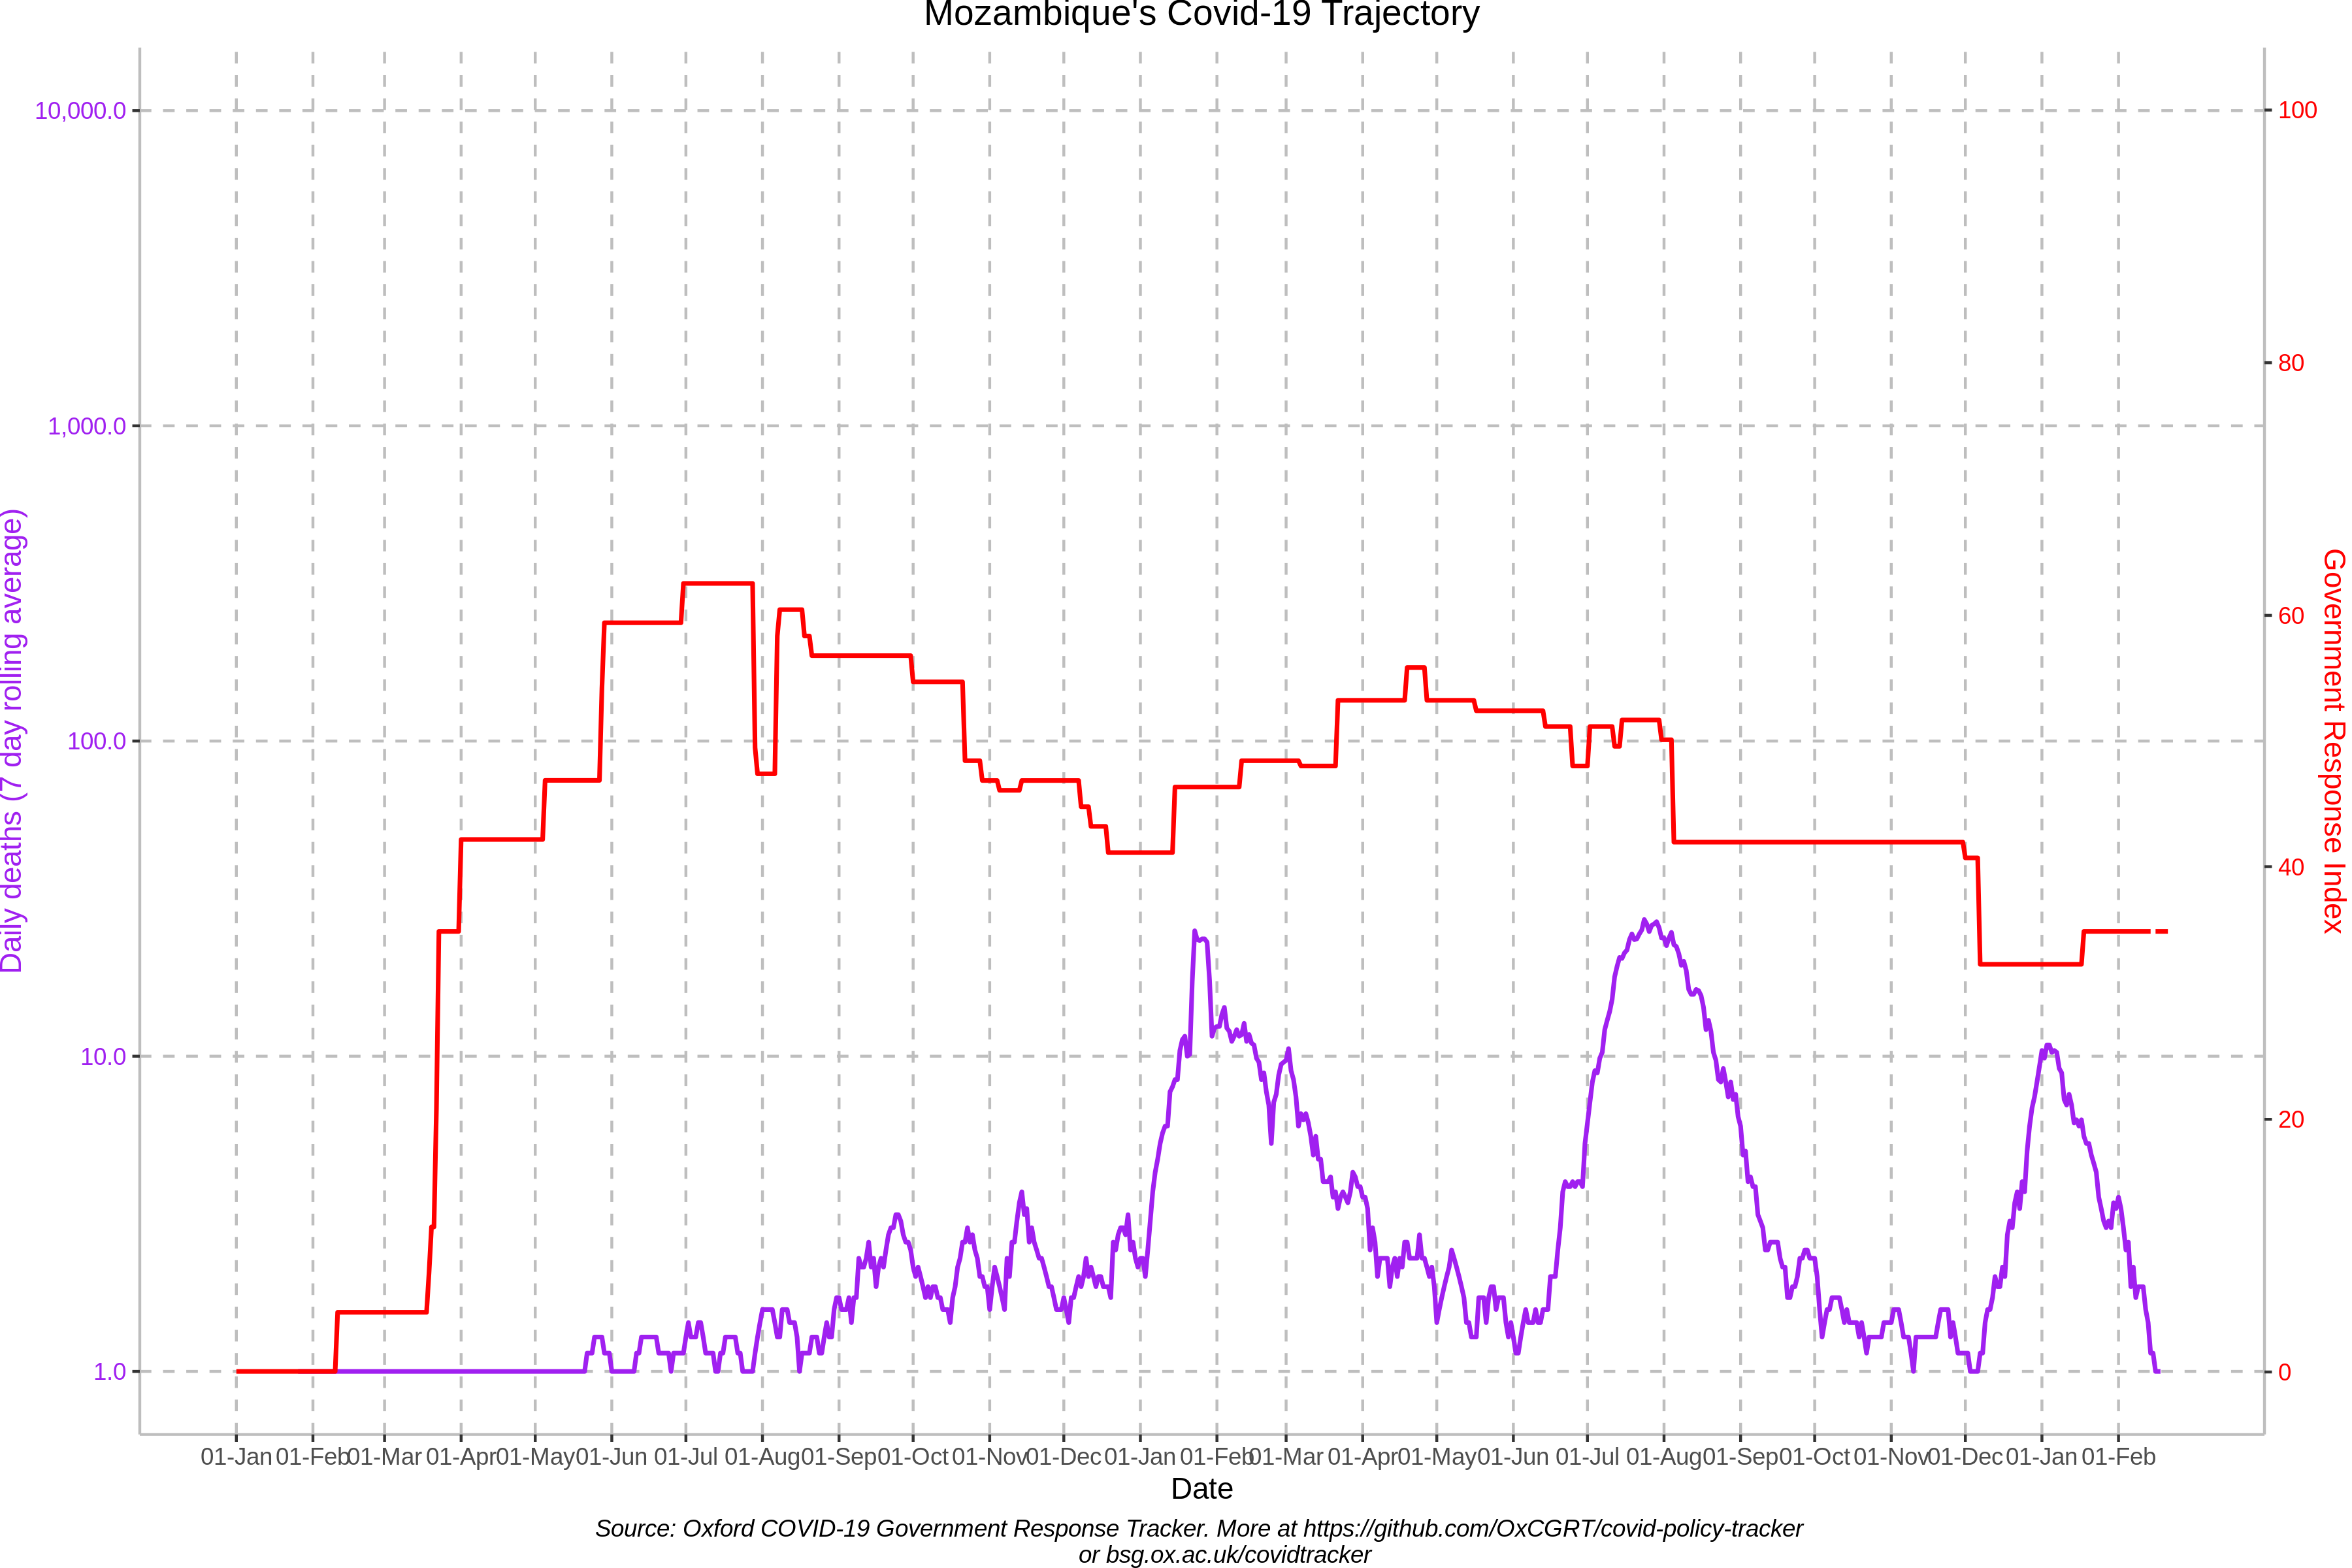 Mozambique's Covid-19 Trajectory
10,000.0
1,000.0
100.0
10.0
1.0
Daily deaths (7 day rolling average)
100
80
60
40
20
0
Government Response Index
01-Jan 01-Feb 01-Mar 01-Apr 01-May 01-Jun 01-Jul 01-Aug 01-Sep 01-Oct 01-Nov 01-Dec 01-Jan 01-Feb 01-Mar 01-Apr 01-May 01-Jun 01-Jul 01-Aug 01-Sep 01-Oct 01-Nov 01-Dec 01-Jan 01-Feb
Date
Source: Oxford COVID-19 Government Response Tracker. More at https://github.com/OxCGRT/covid-policy-tracker
or bsg.ox.ac.uk/covidtracker